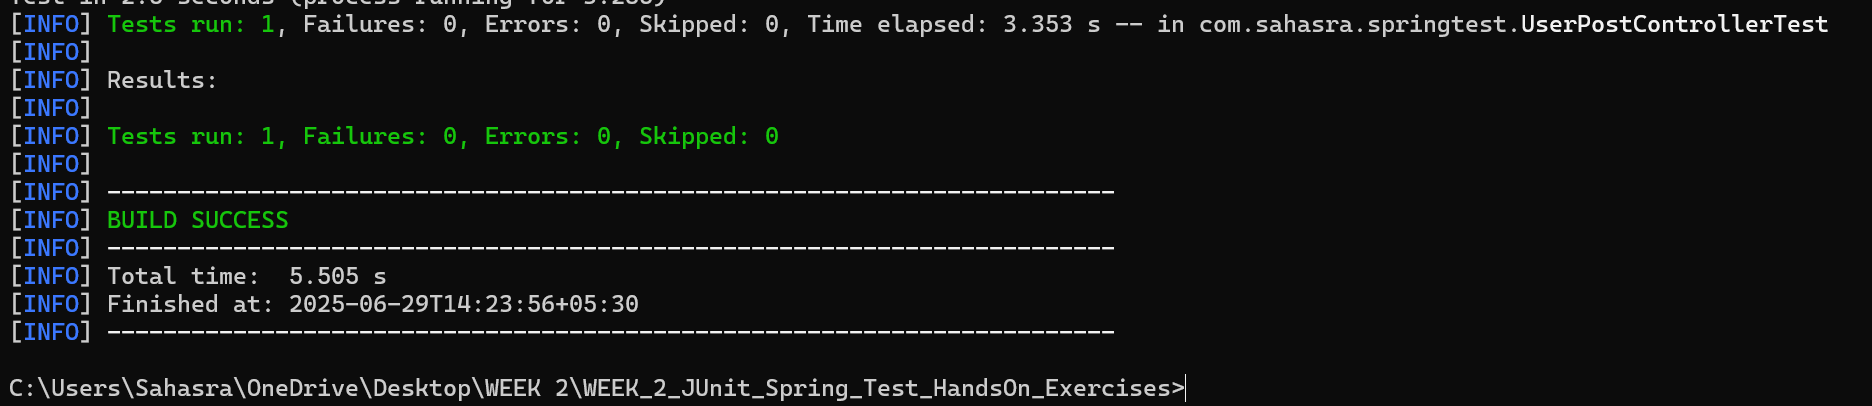 [INFO] Tests run: 1, Failures: 0, Errors: 0, Skipped: 0, Time elapsed: 3.353 s -- in com.sahasra.springtest.UserPostControllerTest
[INFO]
[INFO] Results:
[INFO]
[INFO] Tests run: 1, Failures: 0, Errors: 0, Skipped: 0
[INFO]
[INFO] ------------------------------------------------------------------------
[INFO] BUILD SUCCESS
[INFO] ------------------------------------------------------------------------
[INFO] Total time:  5.505 s
[INFO] Finished at: 2025-06-29T14:23:56+05:30
[INFO] ------------------------------------------------------------------------
C:\Users\Sahasra\OneDrive\Desktop\WEEK 2\WEEK_2_JUnit_Spring_Test_HandsOn_Exercises>